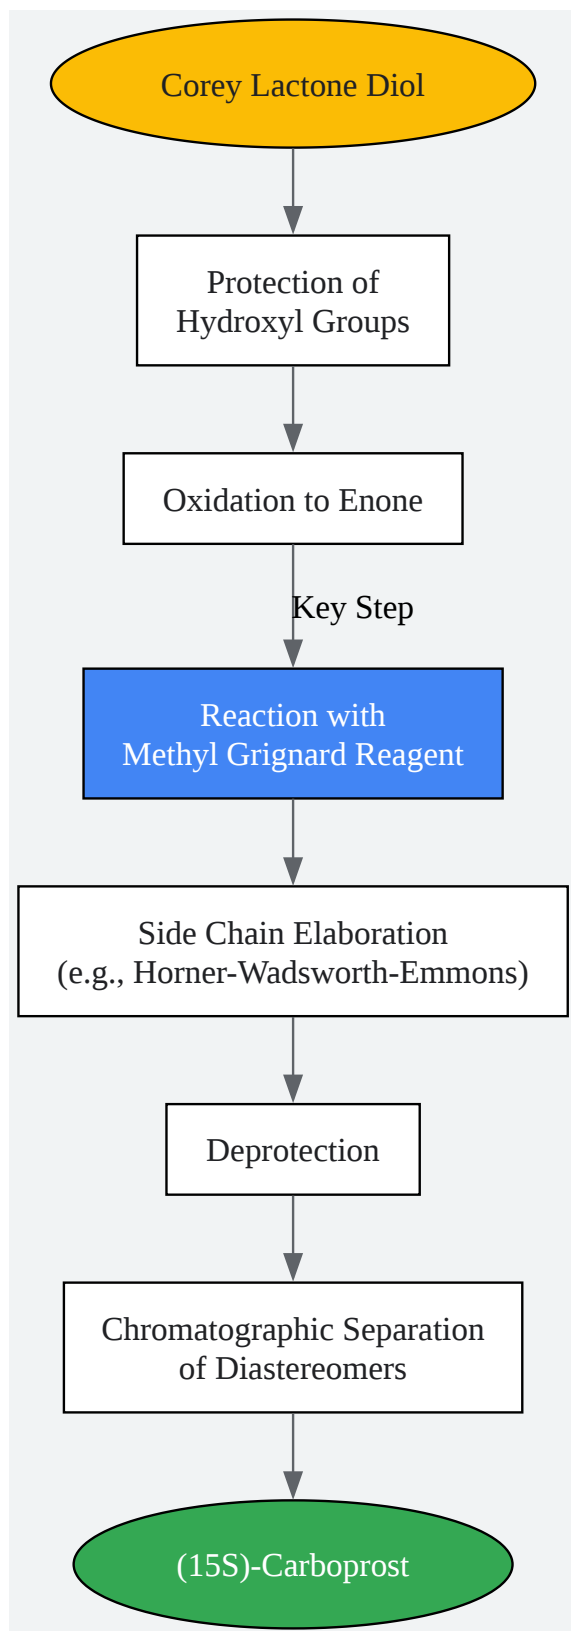 Corey Lactone Diol
Protection of
Hydroxyl Groups
Oxidation to Enone
Key Step
Reaction with
Methyl Grignard Reagent
Side Chain Elaboration
(e.g., Horner-Wadsworth-Emmons)
Deprotection
Chromatographic Separation
of Diastereomers
(15S)-Carboprost